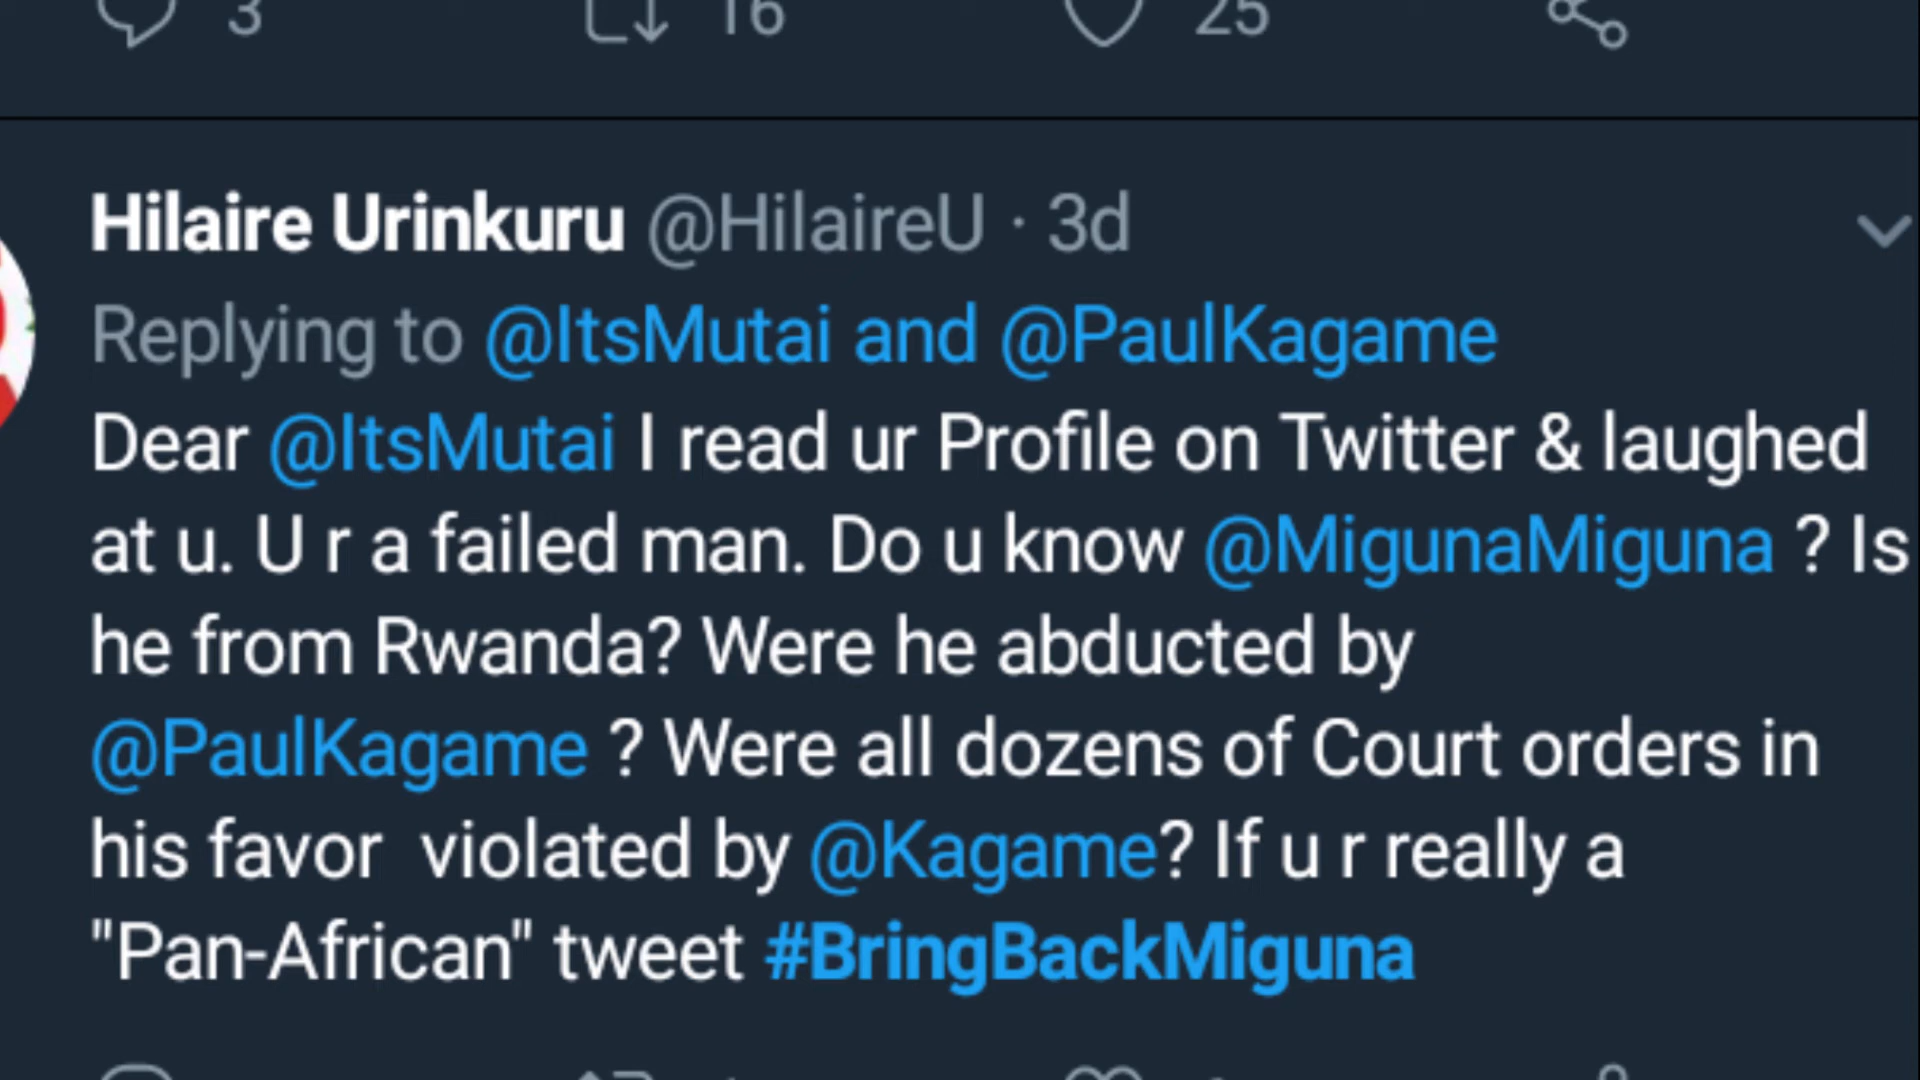 3 16 25
Hilaire Urinkuru @HilaireU · 3d
Replying to @ItsMutai and @PaulKagame
Dear @ItsMutai I read ur Profile on Twitter & laughed
at u. U r a failed man. Do u know @MigunaMiguna ? Is
he from Rwanda? Were he abducted by
@PaulKagame ? Were all dozens of Court orders in
his favor  violated by @Kagame? If u r really a
"Pan-African" tweet #BringBackMiguna